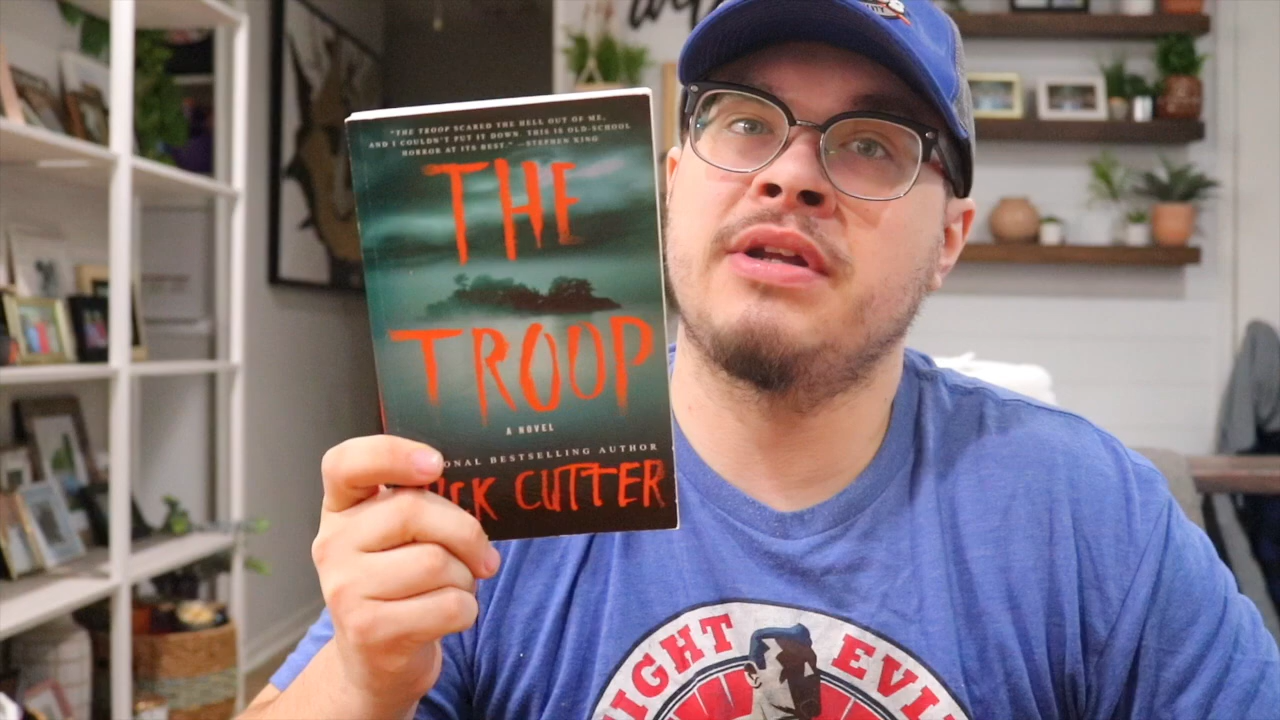 "THE TROOP SCARED THE HELL OUT OF ME,
AND I COULDN'T PUT IT DOWN. THIS IS OLD-SCHOOL
HORROR AT ITS BEST." —STEPHEN KING
THE
TROOP
A NOVEL
BESTSELLING AUTHOR
CUTTER
EVIL